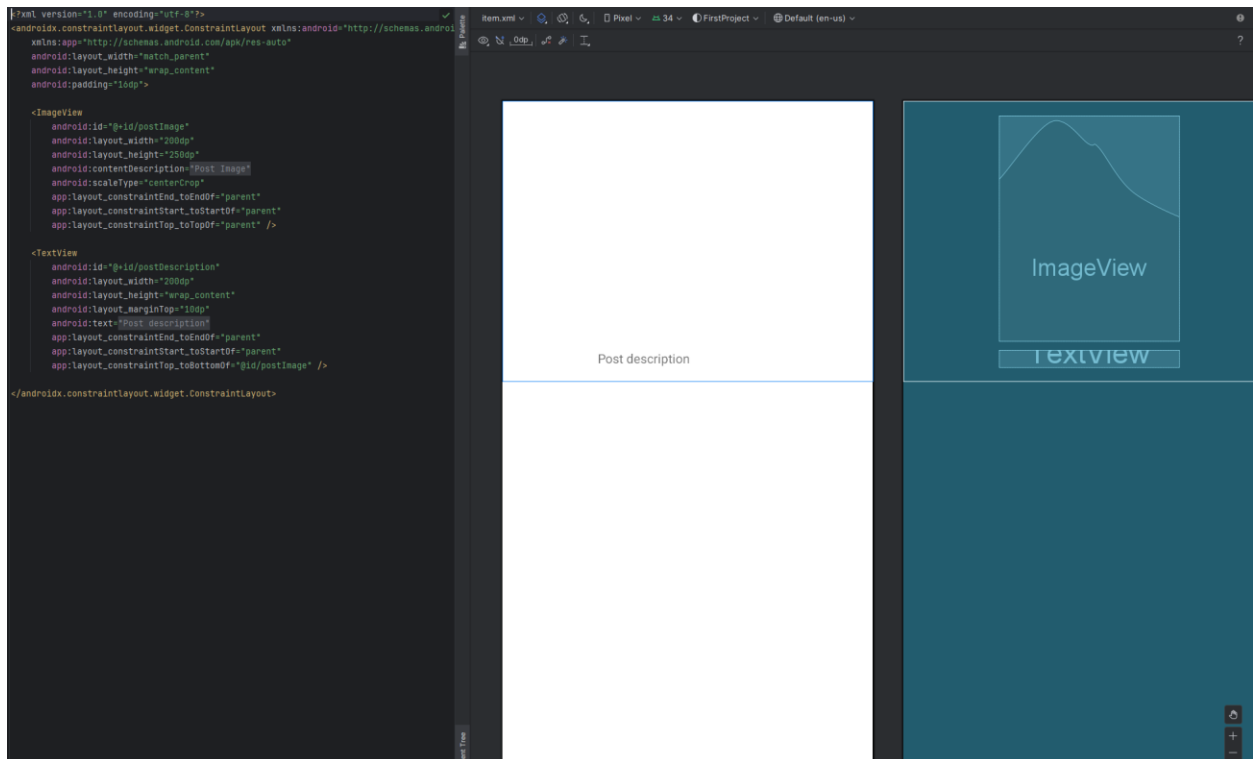 <?xml version="1.0" encoding="utf-8"?>
<androidx.constraintlayout.widget.ConstraintLayout xmlns:android="http://schemas.androi
xmlns:app="http://schemas.android.com/apk/res-auto"
android:layout_width="match_parent"
android:layout_height="wrap_content"
android:padding="16dp">
<ImageView
android:id="@+id/postImage"
android:layout_width="200dp"
android:layout_height="250dp"
android:contentDescription="Post Image"
android:scaleType="centerCrop"
app:layout_constraintEnd_toEndOf="parent"
app:layout_constraintStart_toStartOf="parent"
app:layout_constraintTop_toTopOf="parent" />
<TextView
android:id="@+id/postDescription"
android:layout_width="200dp"
android:layout_height="wrap_content"
android:layout_marginTop="10dp"
android:text="Post description"
app:layout_constraintEnd_toEndOf="parent"
app:layout_constraintStart_toStartOf="parent"
app:layout_constraintTop_toBottomOf="@id/postImage" />
</androidx.constraintlayout.widget.ConstraintLayout>
Palette
item.xml Pixel 34 FirstProject Default (en-us)
0dp ?
Post description
ImageView
TextView
nt Tree